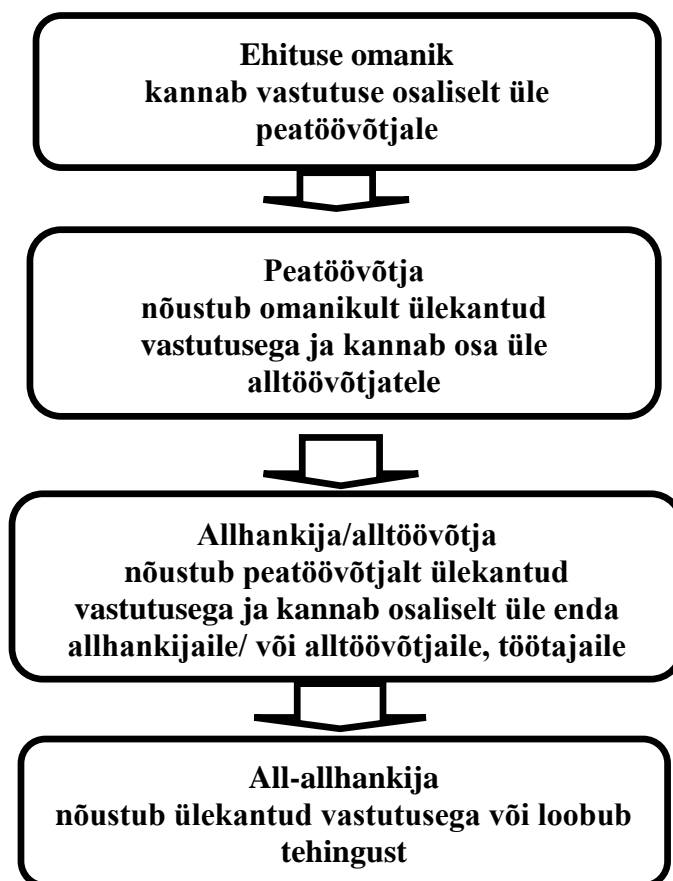 Ehituse omanik
kannab vastutuse osaliselt üle
peatöövõtjale
Peatöövõtja
nõustub omanikult ülekantud
vastutusega ja kannab osa üle
alltöövõtjatele
Allhankija/alltöövõtja
nõustub peatöövõtjalt ülekantud
vastutusega ja kannab osaliselt üle enda
allhankijaile/ või alltöövõtjaile, töötajaile
All-allhankija
nõustub ülekantud vastutusega või loobub
tehingust